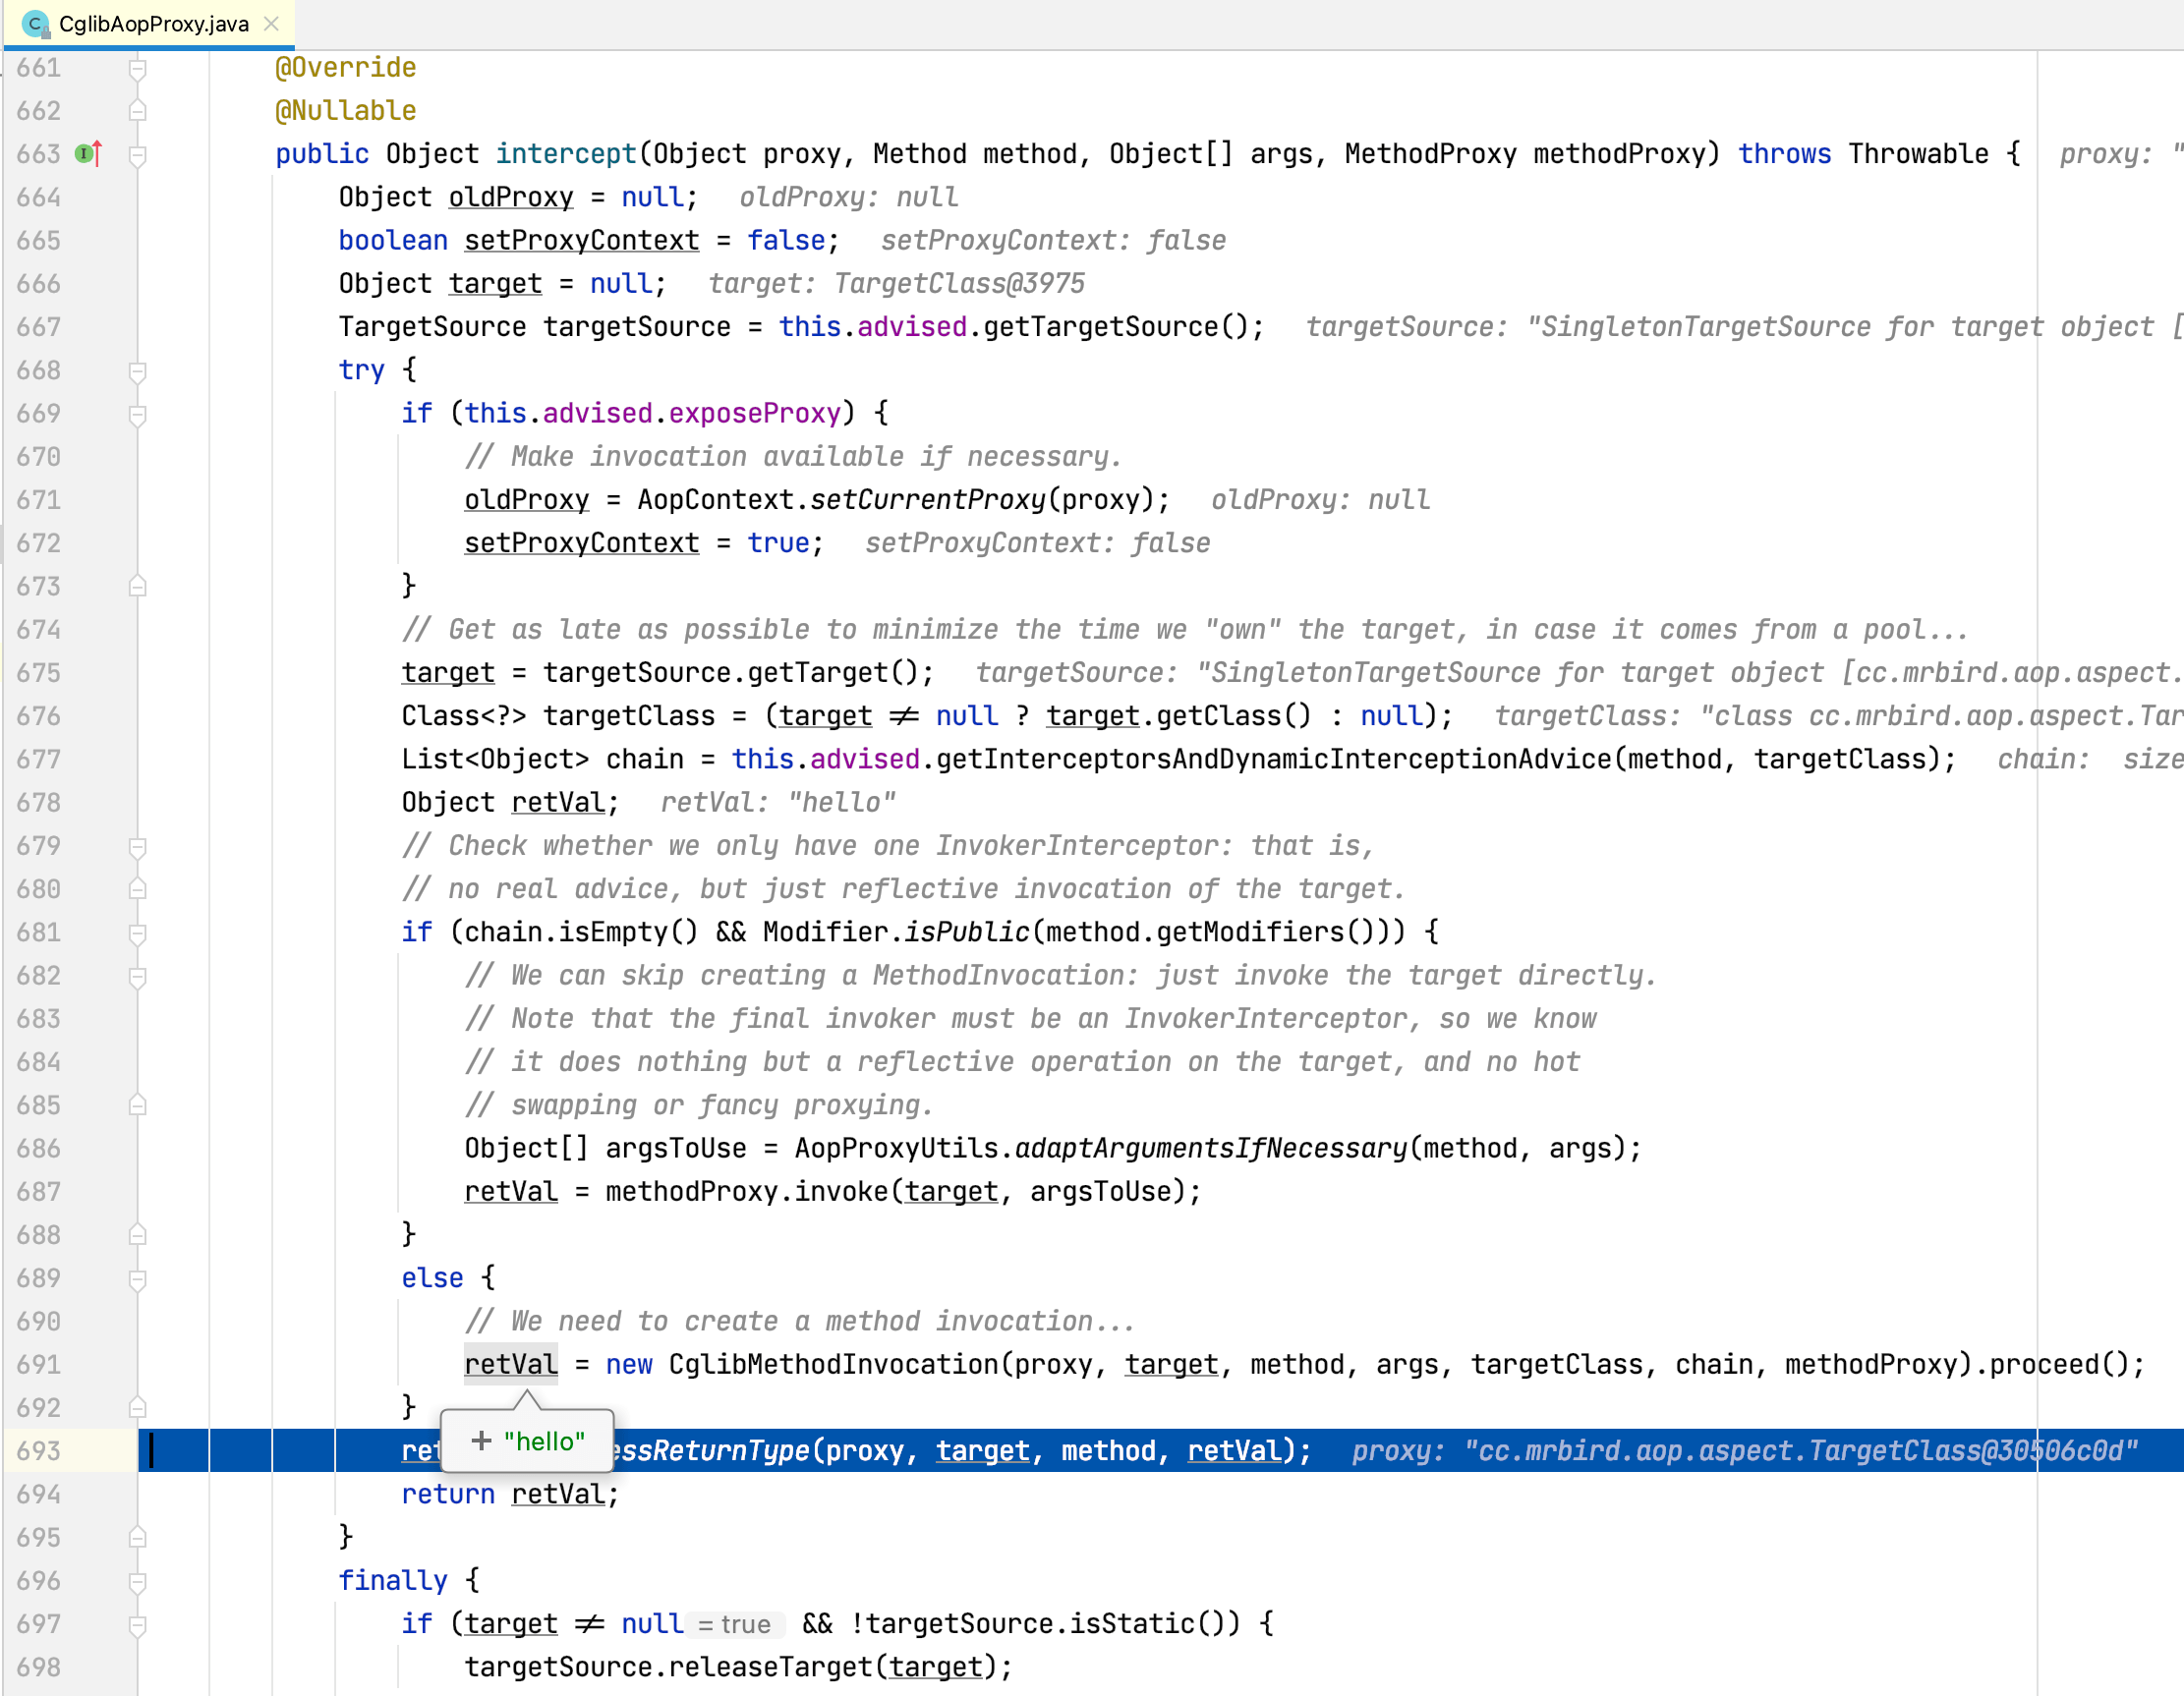 CglibAopProxy.java
661 @Override
662 @Nullable
663 public Object intercept(Object proxy, Method method, Object[] args, MethodProxy methodProxy) throws Throwable { proxy: "
664 Object oldProxy = null; oldProxy: null
665 boolean setProxyContext = false; setProxyContext: false
666 Object target = null; target: TargetClass@3975
667 TargetSource targetSource = this.advised.getTargetSource(); targetSource: "SingletonTargetSource for target object [
668 try {
669 if (this.advised.exposeProxy) {
670 // Make invocation available if necessary.
671 oldProxy = AopContext.setCurrentProxy(proxy); oldProxy: null
672 setProxyContext = true; setProxyContext: false
673 }
674 // Get as late as possible to minimize the time we "own" the target, in case it comes from a pool...
675 target = targetSource.getTarget(); targetSource: "SingletonTargetSource for target object [cc.mrbird.aop.aspect.
676 Class<?> targetClass = (target ≠ null ? target.getClass() : null); targetClass: "class cc.mrbird.aop.aspect.Tar
677 List<Object> chain = this.advised.getInterceptorsAndDynamicInterceptionAdvice(method, targetClass); chain: size
678 Object retVal; retVal: "hello"
679 // Check whether we only have one InvokerInterceptor: that is,
680 // no real advice, but just reflective invocation of the target.
681 if (chain.isEmpty() && Modifier.isPublic(method.getModifiers())) {
682 // We can skip creating a MethodInvocation: just invoke the target directly.
683 // Note that the final invoker must be an InvokerInterceptor, so we know
684 // it does nothing but a reflective operation on the target, and no hot
685 // swapping or fancy proxying.
686 Object[] argsToUse = AopProxyUtils.adaptArgumentsIfNecessary(method, args);
687 retVal = methodProxy.invoke(target, argsToUse);
688 }
689 else {
690 // We need to create a method invocation...
691 retVal = new CglibMethodInvocation(proxy, target, method, args, targetClass, chain, methodProxy).proceed();
692 }
+ "hello"
693 ret essReturnType(proxy, target, method, retVal); proxy: "cc.mrbird.aop.aspect.TargetClass@30506c0d"
694 return retVal;
695 }
696 finally {
697 if (target ≠ null = true && !targetSource.isStatic()) {
698 targetSource.releaseTarget(target);